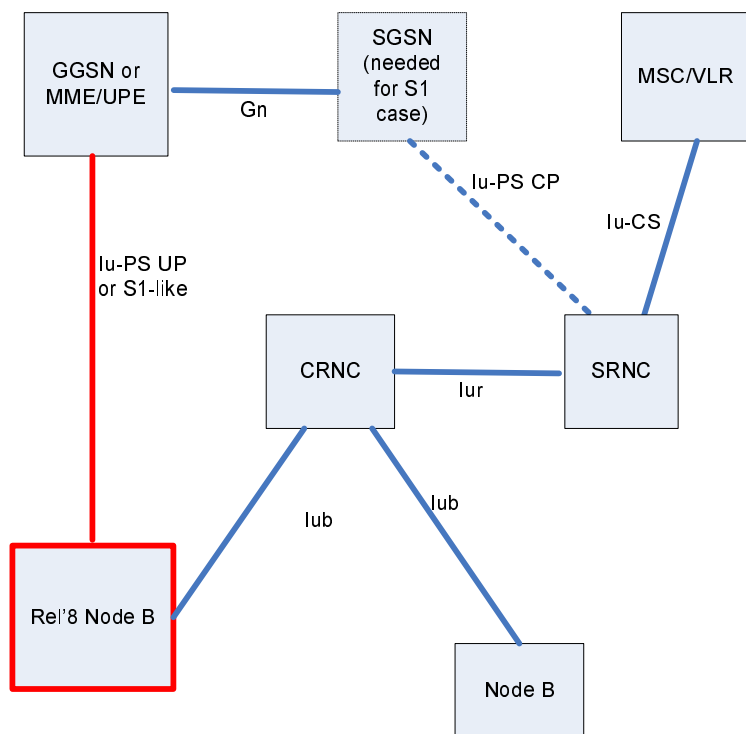 GGSN or
MME/UPE
SGSN
(needed
for S1
case)
MSC/VLR
Gn
Iu-PS CP
Iu-CS
Iu-PS UP
or S1-like
CRNC
SRNC
Iur
Iub
Iub
Rel’8 Node B
Node B